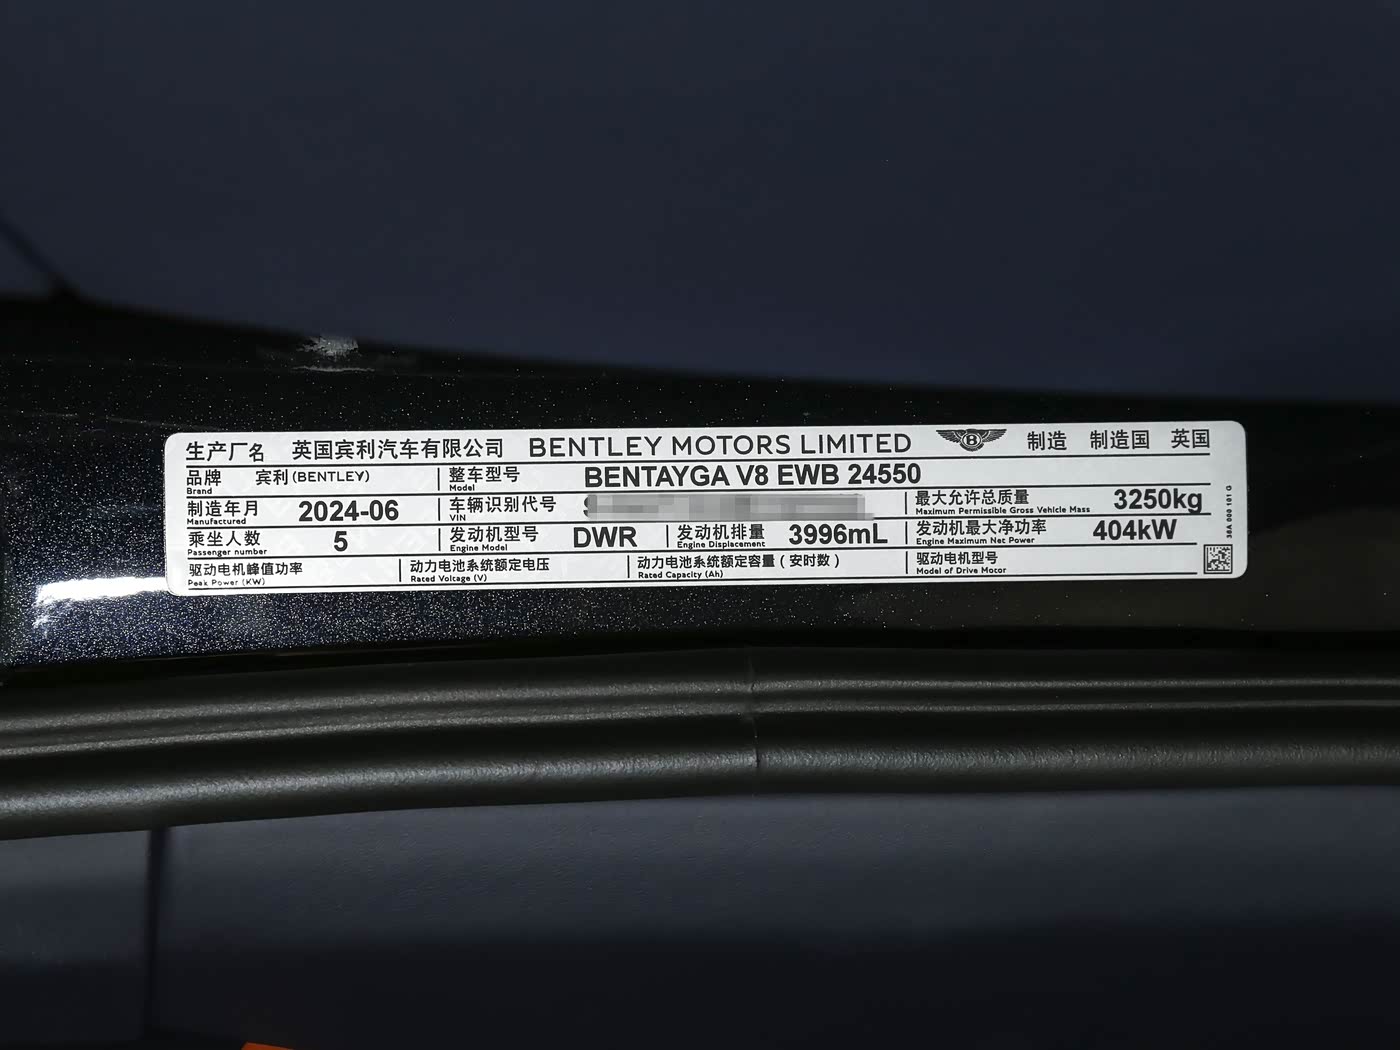 生产厂名 英国宾利汽车有限公司 BENTLEY MOTORS LIMITED B 制造 制造国 英国
品牌 宾利(BENTLEY) 整车型号 BENTAYGA V8 EWB 24550
Brand Model
制造年月 2024-06 车辆识别代号 最大允许总质量 3250kg
Manufactured VIN Maximum Permissible Gross Vehicle Mass
乘坐人数 5 发动机型号 DWR 发动机排量 3996mL 发动机最大净功率 404kW
Passenger number Engine Model Engine Displacement Engine Maximum Net Power
驱动电机峰值功率 动力电池系统额定电压 动力电池系统额定容量(安时数) 驱动电机型号
Peak Power (KW) Rated Voltage (V) Rated Capacity (Ah) Model of Drive Motor
36A 000 101 G